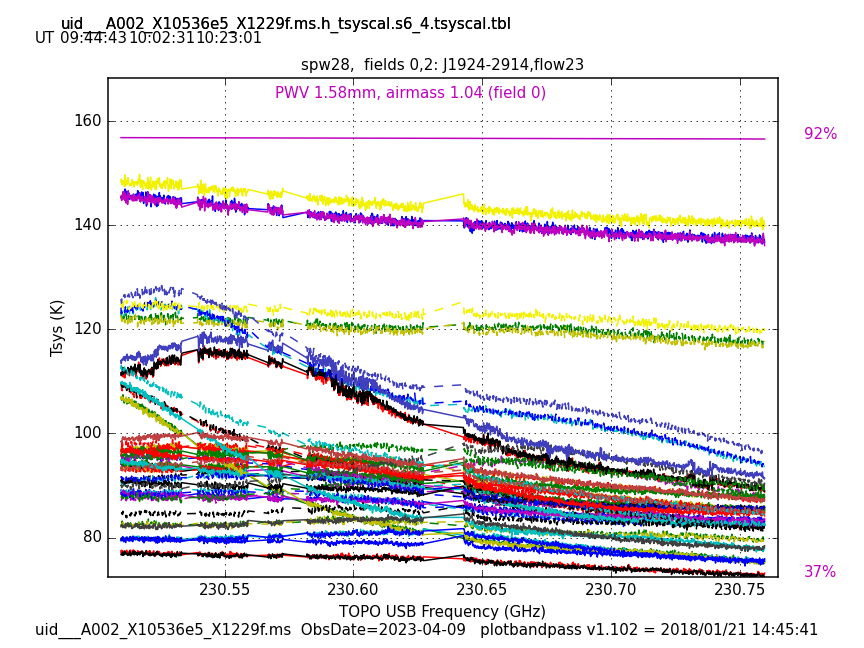 uid___A002_X10536e5_X1229f.ms.h_tsyscal.s6_4.tsyscal.tbl
UT 09:44:43 10:02:31 10:23:01
spw28, fields 0,2: J1924-2914,flow23
PWV 1.58mm, airmass 1.04 (field 0)
160
92%
140
120
Tsys (K)
100
80
37%
230.55 230.60 230.65 230.70 230.75
TOPO USB Frequency (GHz)
uid___A002_X10536e5_X1229f.ms ObsDate=2023-04-09 plotbandpass v1.102 = 2018/01/21 14:45:41